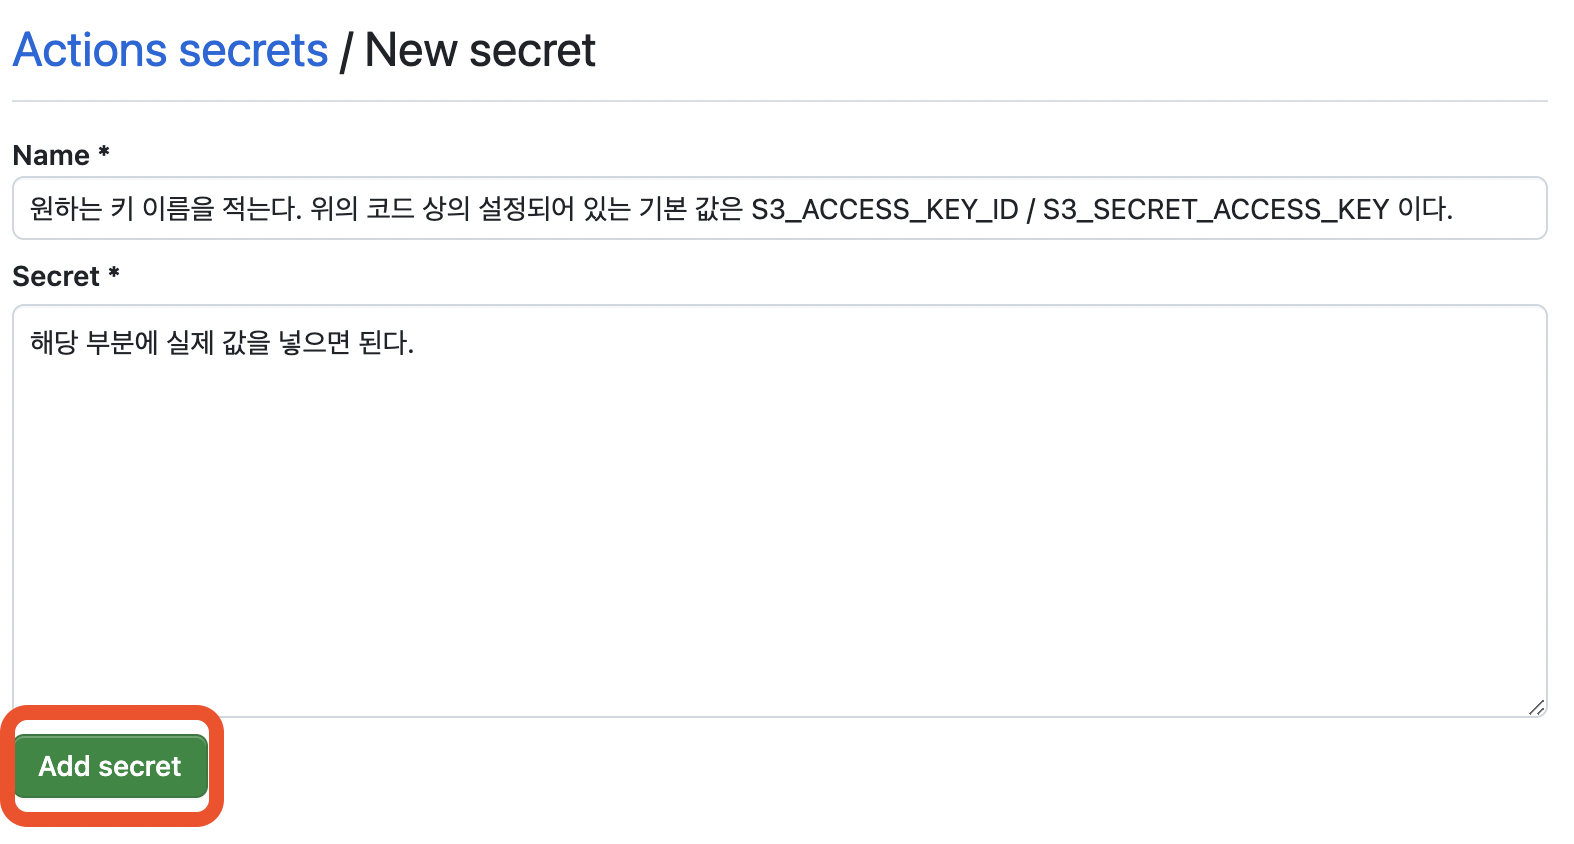 Actions secrets / New secret
Name *
원하는 키 이름을 적는다. 위의 코드 상의 설정되어 있는 기본 값은 S3_ACCESS_KEY_ID / S3_SECRET_ACCESS_KEY 이다.
Secret *
해당 부분에 실제 값을 넣으면 된다.
Add secret